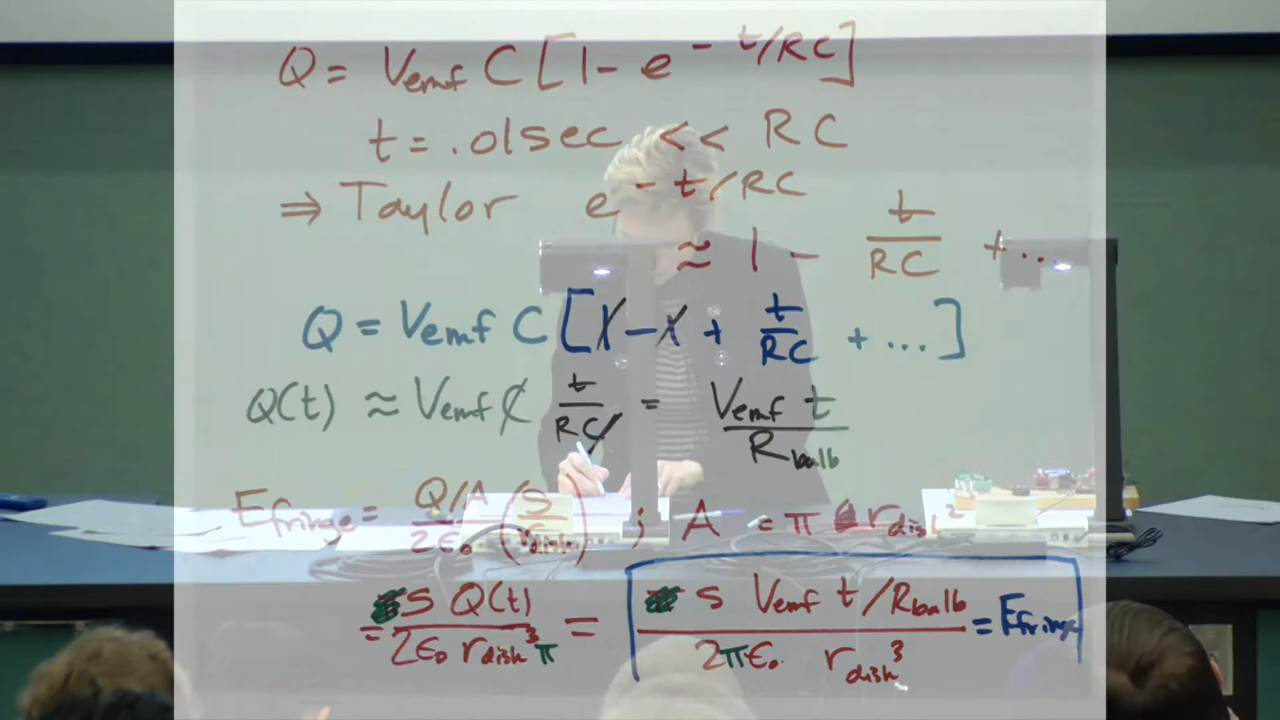 Q = Vemf C [1 - e^-t/RC]
t = .01sec << RC
⇒ Taylor e^-t/RC
≈ 1 - t/RC + ...
Q = Vemf C [1 - 1 + t/RC + ...]
Q(t) ≈ Vemf C t/RC = Vemf t/Rbulb
Efringe = (Q/A)/(2ε₀) (s/rdisk) ; A = π rdisk²
= s Q(t)/(2ε₀ rdisk³ π) = s Vemf t/Rbulb/(2πε₀ rdisk³) = Efringe